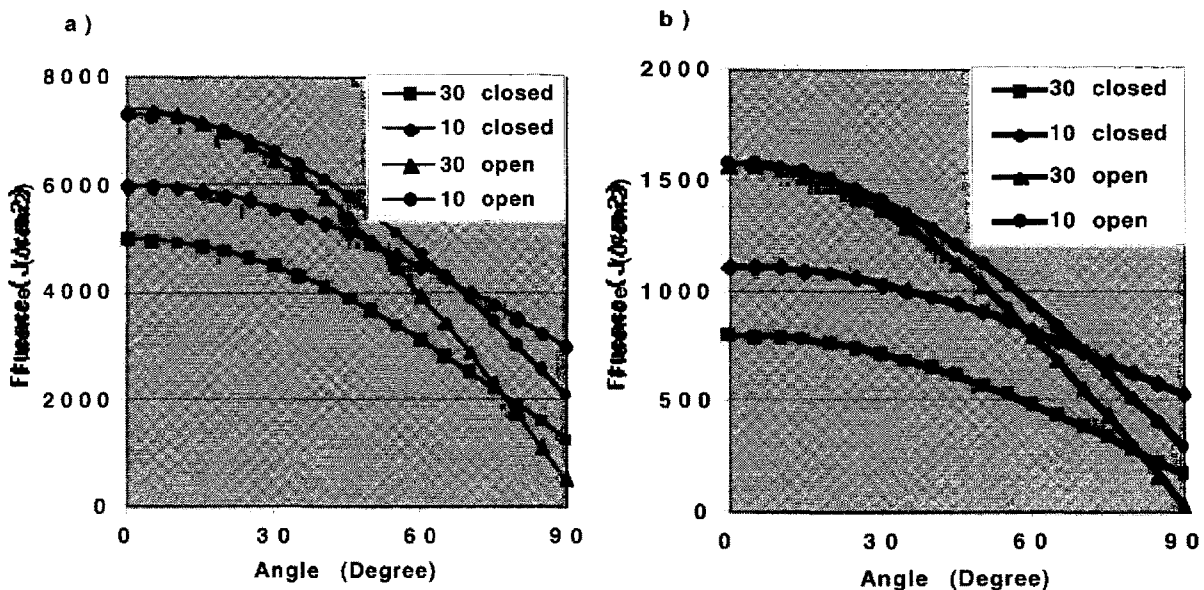 a )
8000
6000
4000
2000
0
0 30 60 90
Angle (Degree)
30 closed
10 closed
30 open
10 open
b )
2000
1500
1000
500
0
0 30 60 90
Angle (Degree)
30 closed
10 closed
30 open
10 open